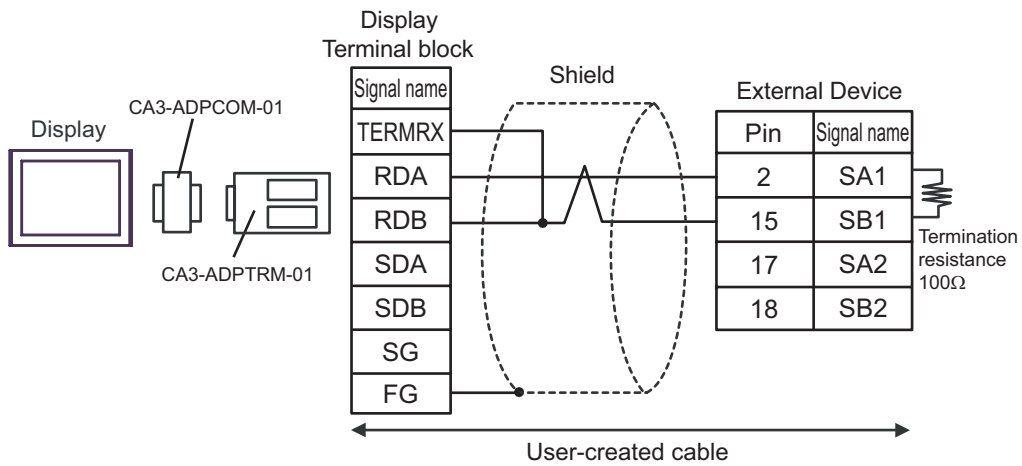 Display
Terminal block
Shield
External Device
CA3-ADPCOM-01
Display
CA3-ADPTRM-01
Signal name
TERMRX
RDA
RDB
SDA
SDB
SG
FG
Pin Signal name
2 SA1
15 SB1
17 SA2
18 SB2
Termination
resistance
100Ω
User-created cable